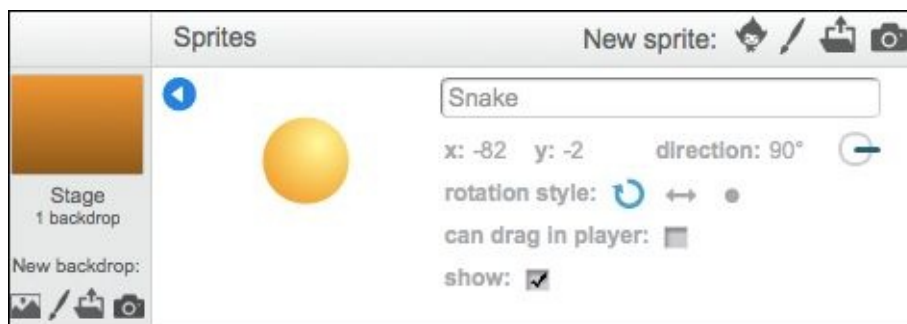 Sprites
New sprite:
Snake
x: -82 y: -2 direction: 90°
rotation style:
can drag in player:
show:
Stage
1 backdrop
New backdrop: